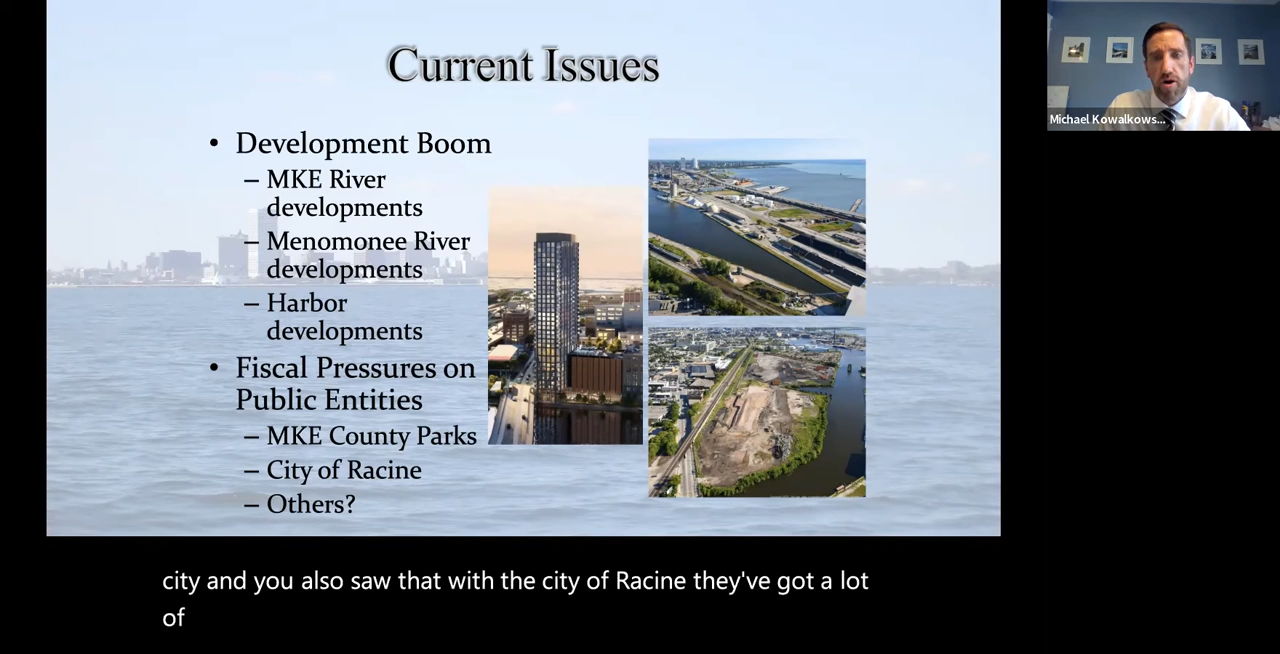 Current Issues
• Development Boom
– MKE River
developments
– Menomonee River
developments
– Harbor
developments
• Fiscal Pressures on
Public Entities
– MKE County Parks
– City of Racine
– Others?
Michael Kowalkows...
city and you also saw that with the city of Racine they've got a lot
of